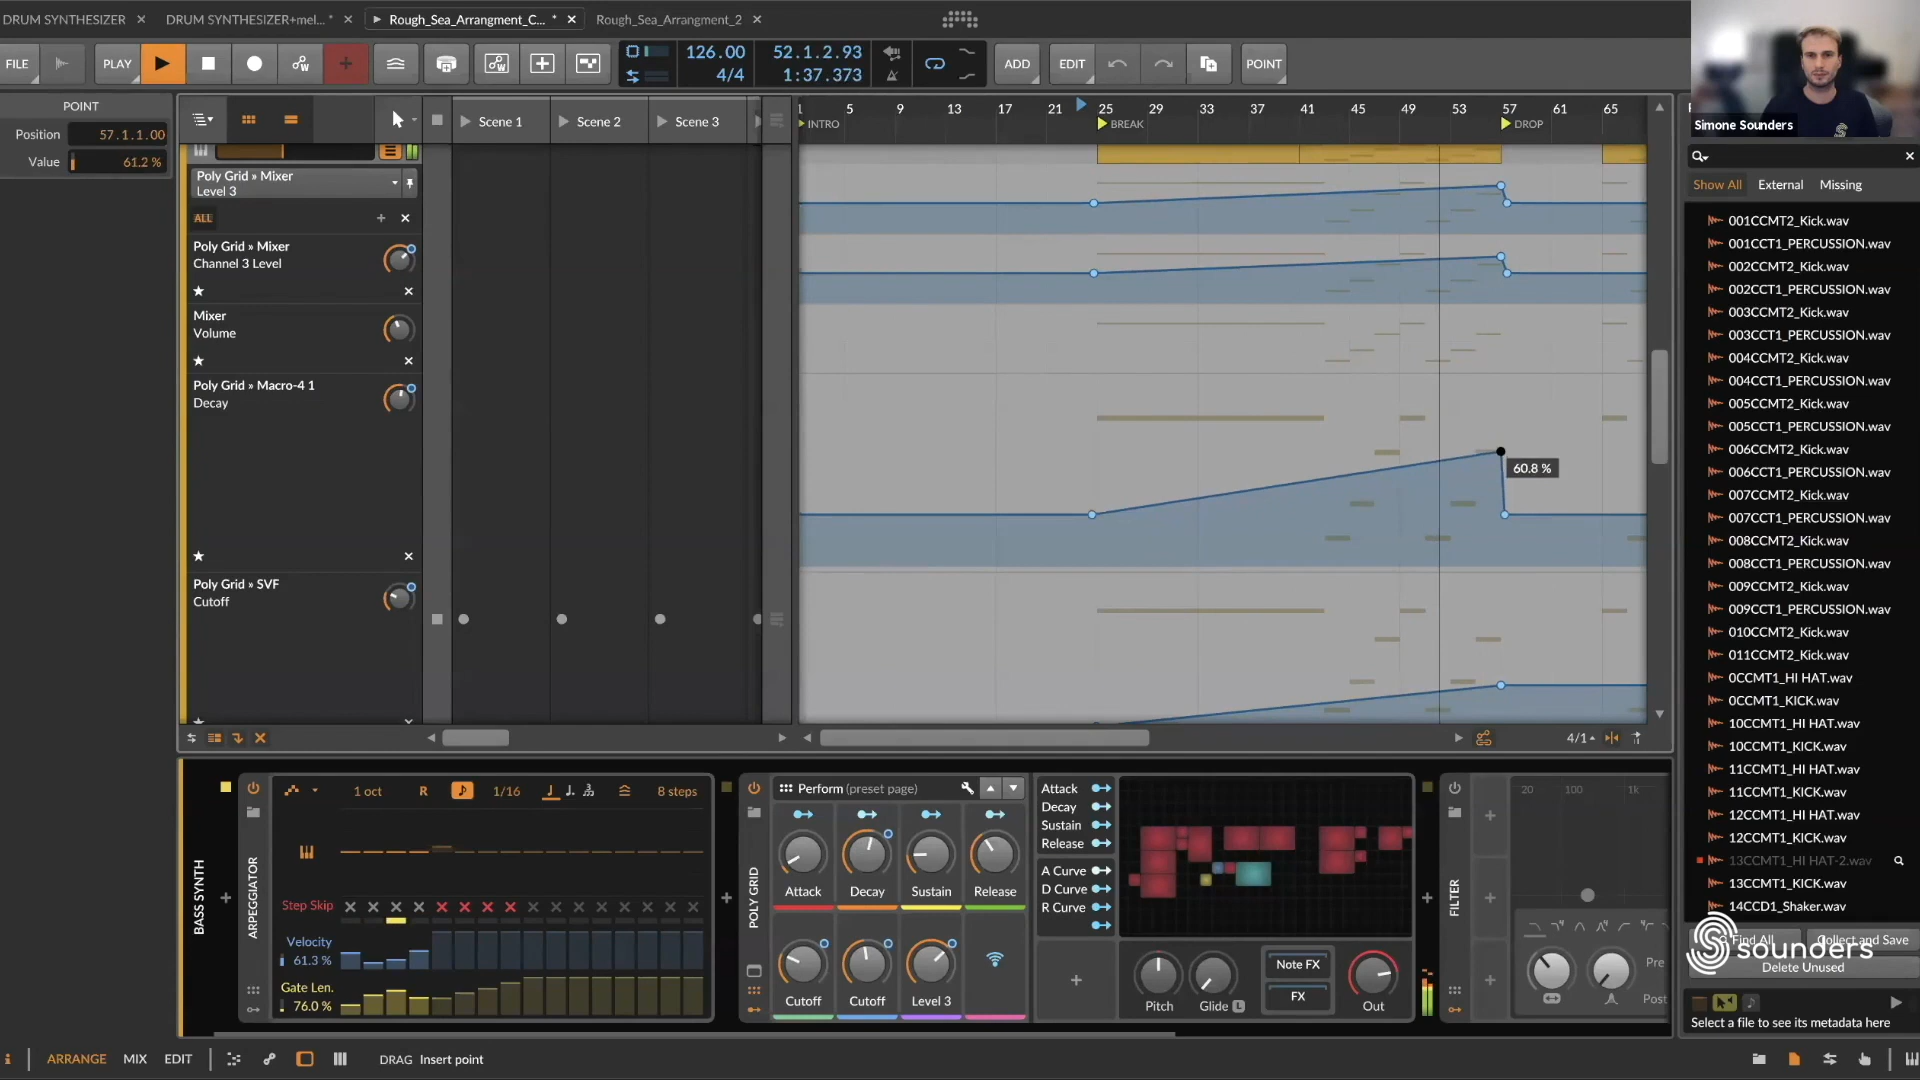 DRUM SYNTHESIZER
DRUM SYNTHESIZER+mel... *
Rough_Sea_Arrangment_C... *
Rough_Sea_Arrangment_2
FILE
PLAY
126.00
4/4
52.1.2.93
1:37.373
ADD
EDIT
POINT
Simone Sounders
POINT
Position 57.1.1.00
Value 61.2 %
Scene 1
Scene 2
Scene 3
1 5 9 13 17 21 25 29 33 37 41 45 49 53 57 61 65
INTRO
BREAK
DROP
Poly Grid » Mixer
Level 3
ALL
Poly Grid » Mixer
Channel 3 Level
Mixer
Volume
Poly Grid » Macro-4 1
Decay
Poly Grid » SVF
Cutoff
60.8 %
4/1
Show All External Missing
001CCMT2_Kick.wav
001CCT1_PERCUSSION.wav
002CCMT2_Kick.wav
002CCT1_PERCUSSION.wav
003CCMT2_Kick.wav
003CCT1_PERCUSSION.wav
004CCMT2_Kick.wav
004CCT1_PERCUSSION.wav
005CCMT2_Kick.wav
005CCT1_PERCUSSION.wav
006CCMT2_Kick.wav
006CCT1_PERCUSSION.wav
007CCMT2_Kick.wav
007CCT1_PERCUSSION.wav
008CCMT2_Kick.wav
008CCT1_PERCUSSION.wav
009CCMT2_Kick.wav
009CCT1_PERCUSSION.wav
010CCMT2_Kick.wav
011CCMT2_Kick.wav
0CCMT1_HI HAT.wav
0CCMT1_KICK.wav
10CCMT1_HI HAT.wav
10CCMT1_KICK.wav
11CCMT1_HI HAT.wav
11CCMT1_KICK.wav
12CCMT1_HI HAT.wav
12CCMT1_KICK.wav
13CCMT1_HI HAT-2.wav
13CCMT1_KICK.wav
14CCD1_Shaker.wav
Find All
Collect and Save
sounders
Delete Unused
Select a file to see its metadata here
BASS SYNTH
ARPEGGIATOR
1 oct
R
1/16
8 steps
Step Skip
Velocity
61.3 %
Gate Len.
76.0 %
POLY GRID
Perform (preset page)
Attack
Decay
Sustain
Release
Cutoff
Cutoff
Level 3
Attack
Decay
Sustain
Release
A Curve
D Curve
R Curve
Pitch
Glide L
Note FX
FX
Out
FILTER
20 100 1k
Pre
Post
ARRANGE
MIX
EDIT
DRAG Insert point